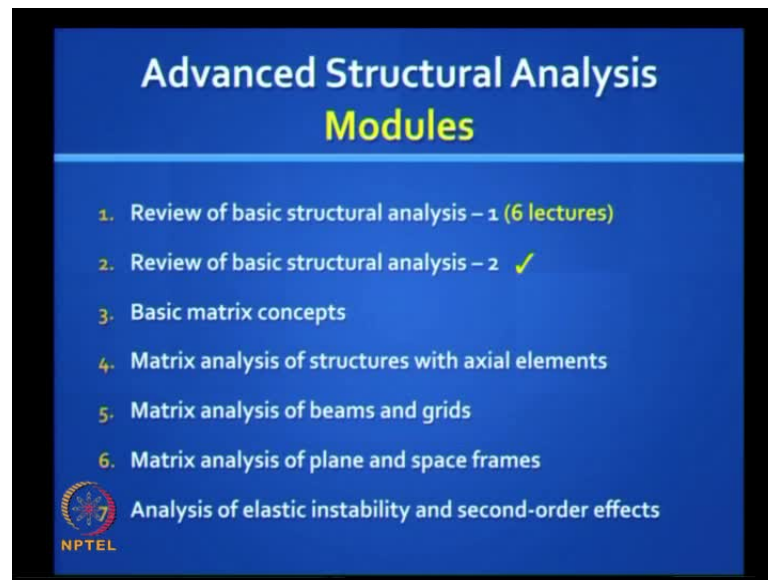 Advanced Structural Analysis
Modules
1. Review of basic structural analysis – 1 (6 lectures)
2. Review of basic structural analysis – 2 ✓
3. Basic matrix concepts
4. Matrix analysis of structures with axial elements
5. Matrix analysis of beams and grids
6. Matrix analysis of plane and space frames
7 Analysis of elastic instability and second-order effects
NPTEL